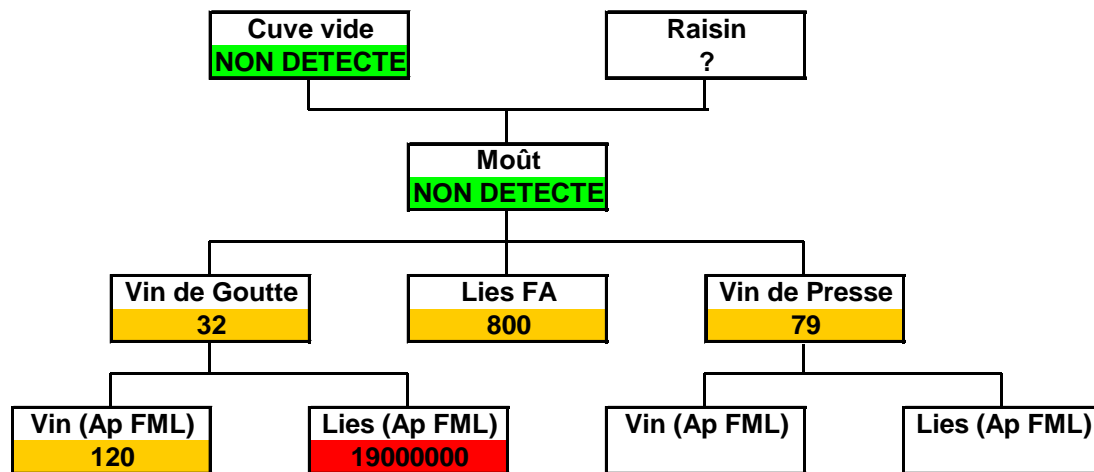 Cuve vide
NON DETECTE
Raisin
?
Moût
NON DETECTE
Vin de Goutte
32
Lies FA
800
Vin de Presse
79
Vin (Ap FML)
120
Lies (Ap FML)
19000000
Vin (Ap FML)
Lies (Ap FML)